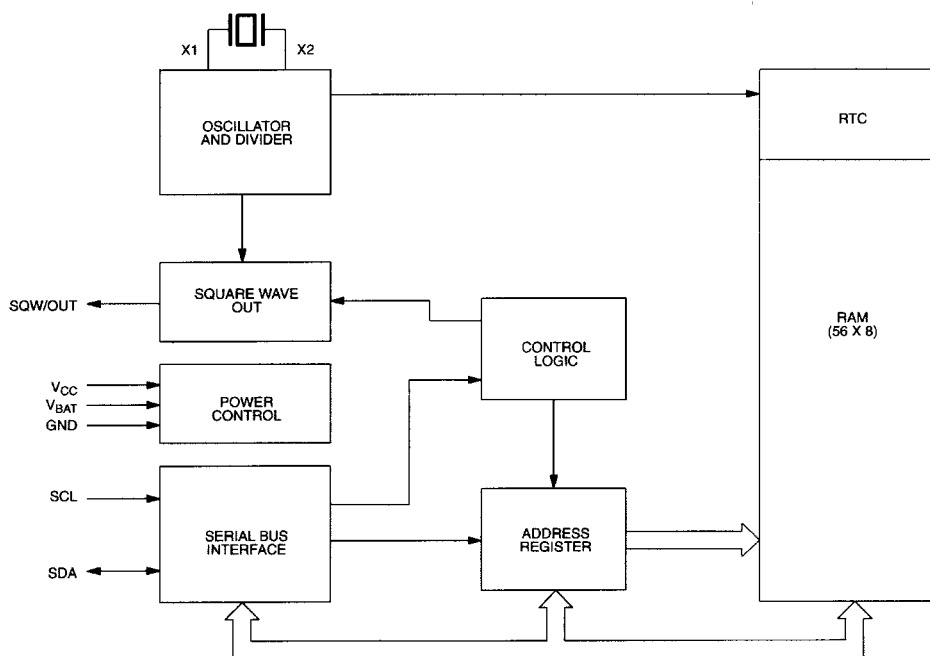 X1
X2
OSCILLATOR
AND DIVIDER
RTC
SQW/OUT
SQUARE WAVE
OUT
RAM
(56 X 8)
CONTROL
LOGIC
VCC
VBAT
GND
POWER
CONTROL
SCL
SDA
SERIAL BUS
INTERFACE
ADDRESS
REGISTER